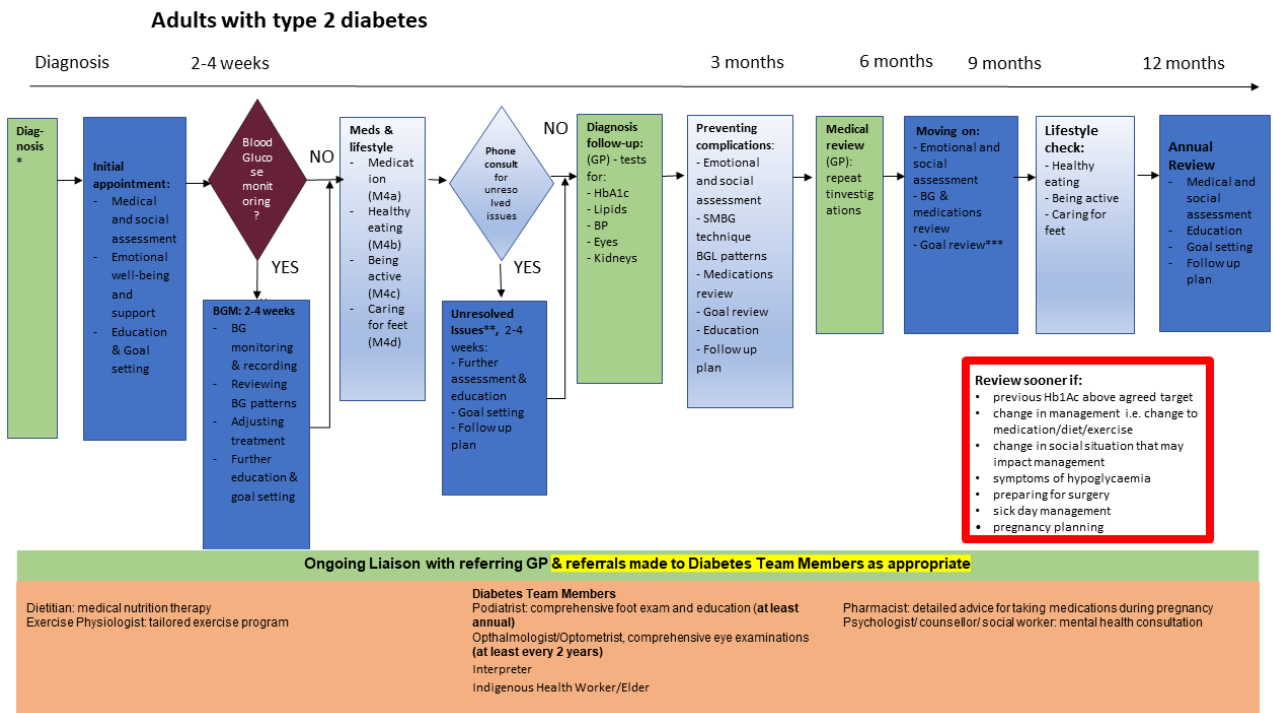 Adults with type 2 diabetes
Diagnosis
2-4 weeks
3 months
6 months
9 months
12 months
Diag-
nosis
*
Initial
appointment:
- Medical
and social
assessment
- Emotional
well-being
and
support
- Education
& Goal
setting
Blood
Gluco
se
monit
oring
?
NO
YES
BGM: 2-4 weeks
- BG
monitoring
& recording
- Reviewing
BG patterns
- Adjusting
treatment
- Further
education &
goal setting
Meds &
lifestyle
- Medicat
ion
(M4a)
- Healthy
eating
(M4b)
- Being
active
(M4c)
- Caring
for feet
(M4d)
Phone
consult
for
unreso
lved
issues
NO
YES
Unresolved
Issues**, 2-4
weeks:
- Further
assessment &
education
- Goal setting
- Follow up
plan
Diagnosis
follow-up:
(GP) - tests
for:
- HbA1c
- Lipids
- BP
- Eyes
- Kidneys
Preventing
complications:
- Emotional
and social
assessment
- SMBG
technique
BGL patterns
- Medications
review
- Goal review
- Education
- Follow up
plan
Medical
review
(GP):
repeat
tinvestig
ations
Moving on:
- Emotional and
social
assessment
- BG &
medications
review
- Goal review***
Lifestyle
check:
- Healthy
eating
- Being active
- Caring for
feet
Annual
Review
- Medical and
social
assessment
- Education
- Goal setting
- Follow up
plan
Review sooner if:
• previous Hb1Ac above agreed target
• change in management i.e. change to
medication/diet/exercise
• change in social situation that may
impact management
• symptoms of hypoglycaemia
• preparing for surgery
• sick day management
• pregnancy planning
Ongoing Liaison with referring GP & referrals made to Diabetes Team Members as appropriate
Dietitian: medical nutrition therapy
Exercise Physiologist: tailored exercise program
Diabetes Team Members
Podiatrist: comprehensive foot exam and education (at least
annual)
Opthalmologist/Optometrist, comprehensive eye examinations
(at least every 2 years)
Interpreter
Indigenous Health Worker/Elder
Pharmacist: detailed advice for taking medications during pregnancy
Psychologist/ counsellor/ social worker: mental health consultation